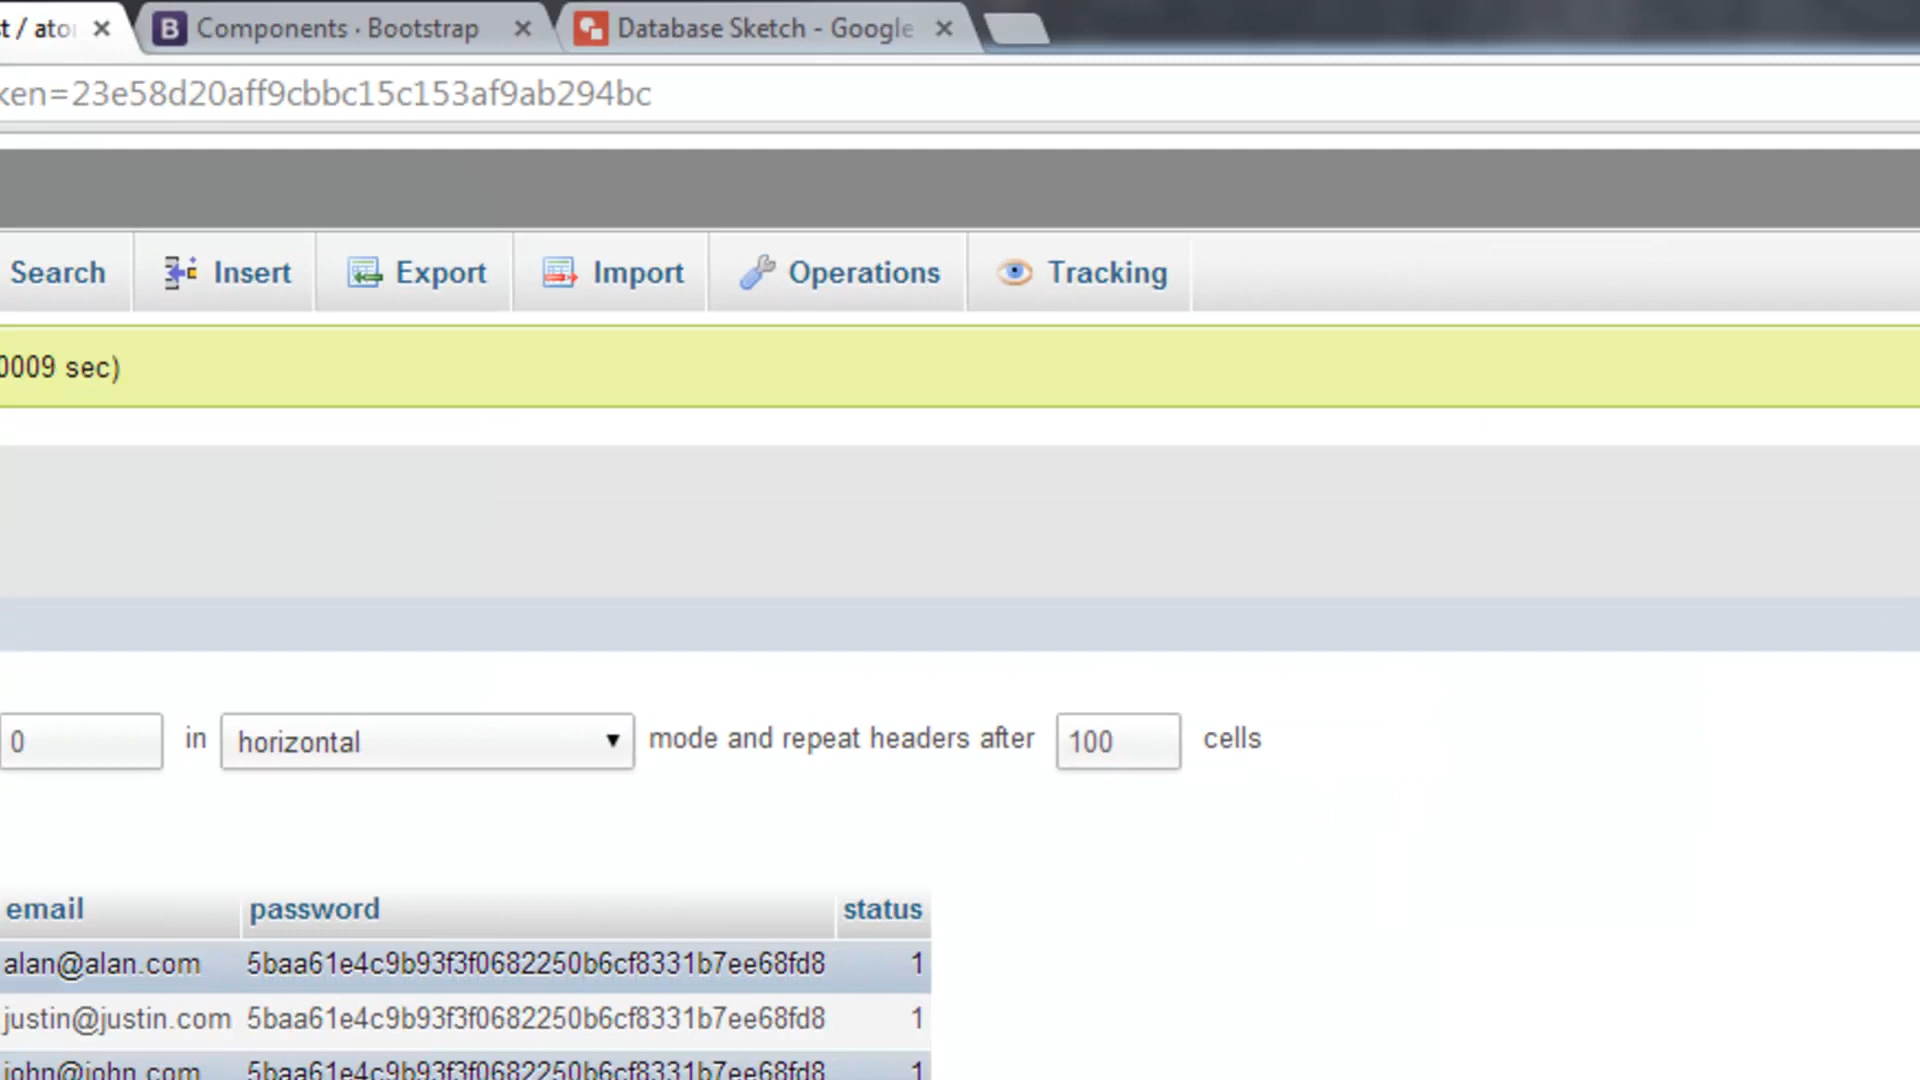 t / ato
Components · Bootstrap
Database Sketch - Google
ken=23e58d20aff9cbbc15c153af9ab294bc
Search
Insert
Export
Import
Operations
Tracking
0009 sec)
0 in horizontal mode and repeat headers after 100 cells
email password status
alan@alan.com 5baa61e4c9b93f3f0682250b6cf8331b7ee68fd8 1
justin@justin.com 5baa61e4c9b93f3f0682250b6cf8331b7ee68fd8 1
john@john.com 5baa61e4c9b93f3f0682250b6cf8331b7ee68fd8 1